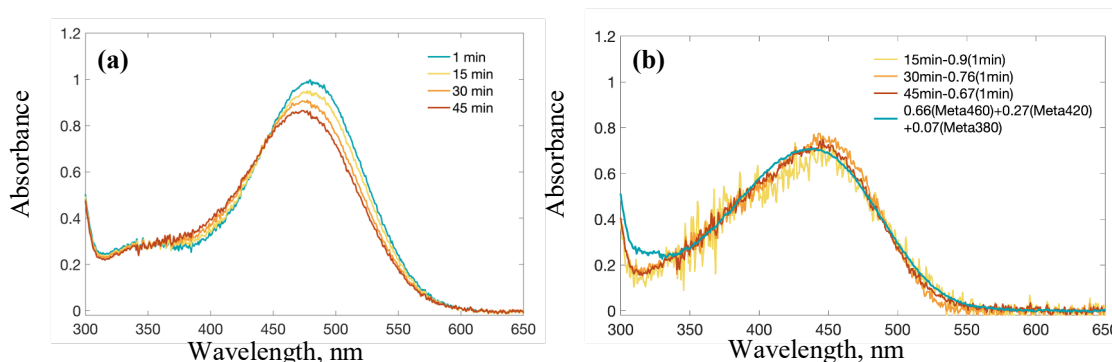 (a)
1 min
15 min
30 min
45 min
Absorbance
1.2
1
0.8
0.6
0.4
0.2
0
300 350 400 450 500 550 600 650
Wavelength, nm
(b)
15min-0.9(1min)
30min-0.76(1min)
45min-0.67(1min)
0.66(Meta460)+0.27(Meta420)
+0.07(Meta380)
Absorbance
1.2
1
0.8
0.6
0.4
0.2
0
300 350 400 450 500 550 600 650
Wavelength, nm